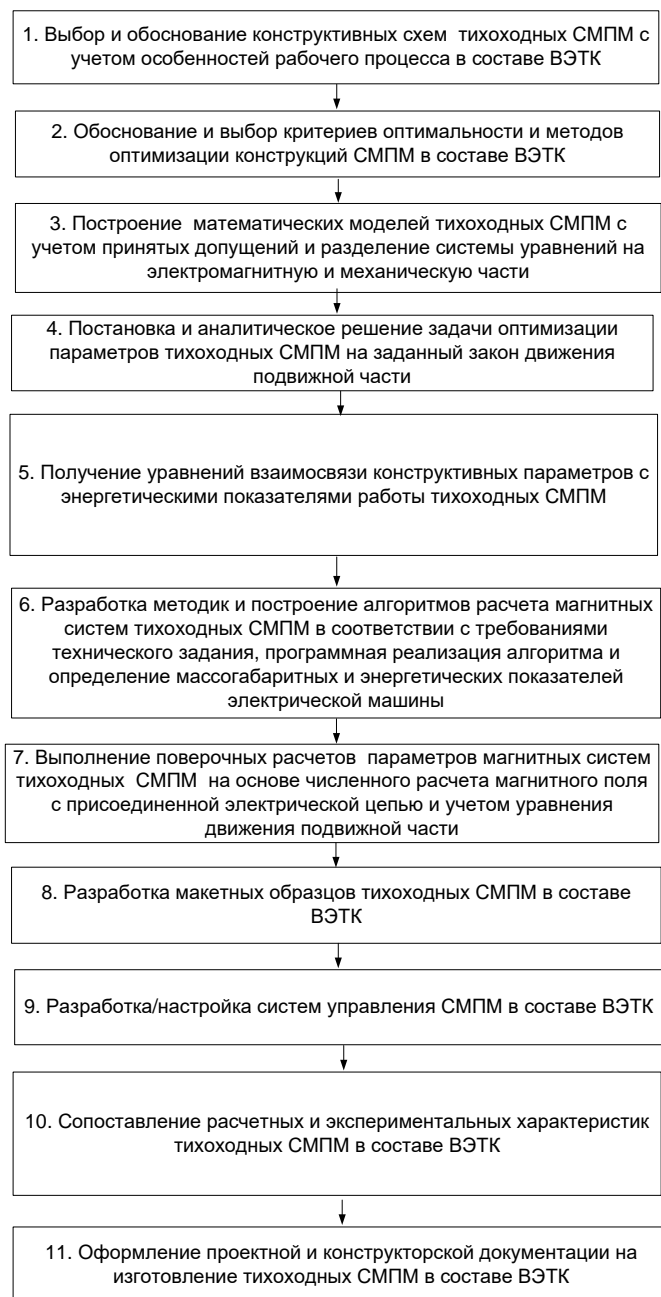 1. Выбор и обоснование конструктивных схем тихоходных СМПМ с
учетом особенностей рабочего процесса в составе ВЭТК
2. Обоснование и выбор критериев оптимальности и методов
оптимизации конструкций СМПМ в составе ВЭТК
3. Построение математических моделей тихоходных СМПМ с
учетом принятых допущений и разделение системы уравнений на
электромагнитную и механическую части
4. Постановка и аналитическое решение задачи оптимизации
параметров тихоходных СМПМ на заданный закон движения
подвижной части
5. Получение уравнений взаимосвязи конструктивных параметров с
энергетическими показателями работы тихоходных СМПМ
6. Разработка методик и построение алгоритмов расчета магнитных
систем тихоходных СМПМ в соответствии с требованиями
технического задания, программная реализация алгоритма и
определение массогабаритных и энергетических показателей
электрической машины
7. Выполнение поверочных расчетов параметров магнитных систем
тихоходных СМПМ на основе численного расчета магнитного поля
с присоединенной электрической цепью и учетом уравнения
движения подвижной части
8. Разработка макетных образцов тихоходных СМПМ в составе
ВЭТК
9. Разработка/настройка систем управления СМПМ в составе ВЭТК
10. Сопоставление расчетных и экспериментальных характеристик
тихоходных СМПМ в составе ВЭТК
11. Оформление проектной и конструкторской документации на
изготовление тихоходных СМПМ в составе ВЭТК